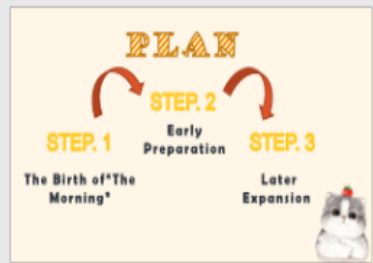 PLAN
STEP. 1
The Birth of"The
Morning"
STEP. 2
Early
Preparation
STEP. 3
Later
Expansion